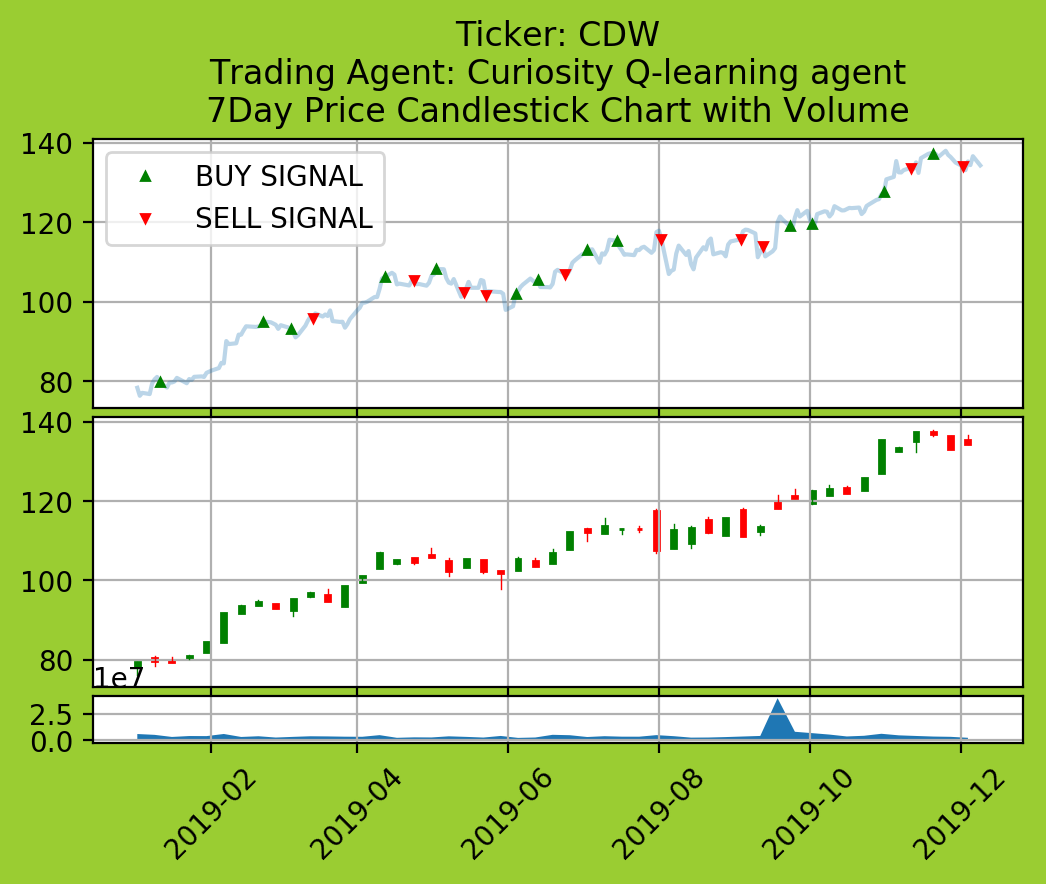 Ticker: CDW
Trading Agent: Curiosity Q-learning agent
7Day Price Candlestick Chart with Volume
140
120
100
80
BUY SIGNAL
SELL SIGNAL
140
120
100
80
1e7
2.5
0.0
2019-02
2019-04
2019-06
2019-08
2019-10
2019-12